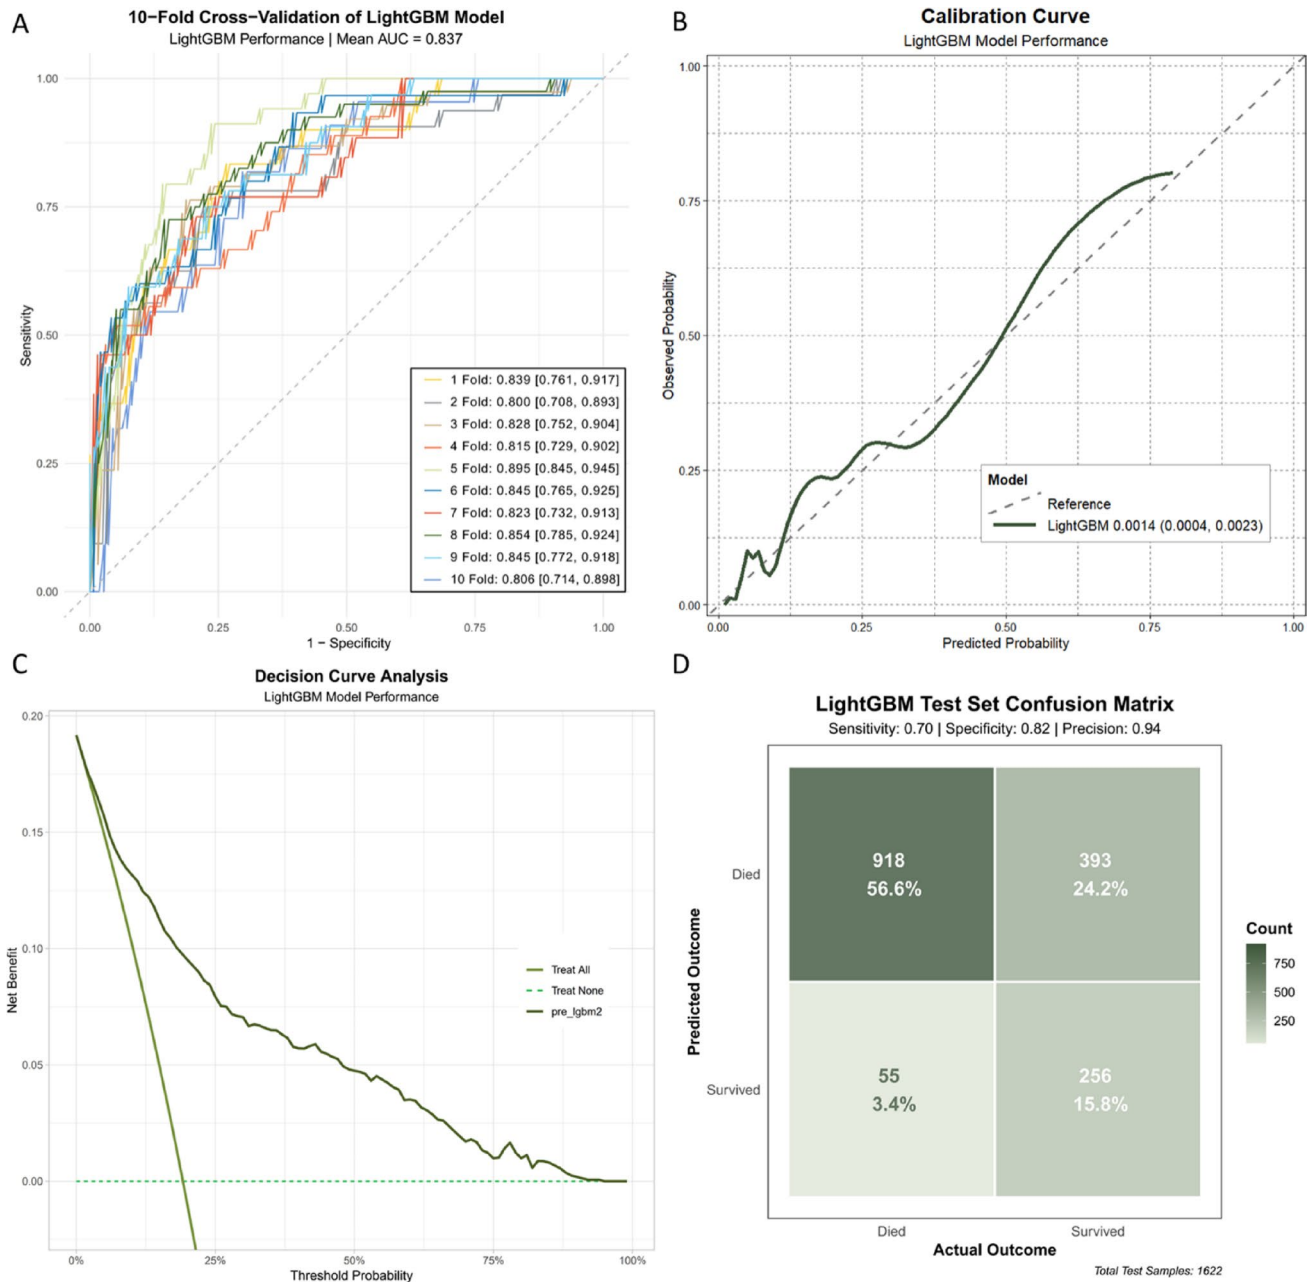 A
10−Fold Cross−Validation of LightGBM Model
LightGBM Performance | Mean AUC = 0.837
1.00
0.75
0.50
0.25
0.00
Sensitivity
1 Fold: 0.839 [0.761, 0.917]
2 Fold: 0.800 [0.708, 0.893]
3 Fold: 0.828 [0.752, 0.904]
4 Fold: 0.815 [0.729, 0.902]
5 Fold: 0.895 [0.845, 0.945]
6 Fold: 0.845 [0.765, 0.925]
7 Fold: 0.823 [0.732, 0.913]
8 Fold: 0.854 [0.785, 0.924]
9 Fold: 0.845 [0.772, 0.918]
10 Fold: 0.806 [0.714, 0.898]
0.00 0.25 0.50 0.75 1.00
1 − Specificity
B
Calibration Curve
LightGBM Model Performance
1.00
0.75
0.50
0.25
0.00
Observed Probability
Model
Reference
LightGBM 0.0014 (0.0004, 0.0023)
0.00 0.25 0.50 0.75 1.00
Predicted Probability
C
Decision Curve Analysis
LightGBM Model Performance
0.20
0.15
0.10
0.05
0.00
Net Benefit
Treat All
Treat None
pre_lgbm2
0% 25% 50% 75% 100%
Threshold Probability
D
LightGBM Test Set Confusion Matrix
Sensitivity: 0.70 | Specificity: 0.82 | Precision: 0.94
Predicted Outcome
Died
918
56.6%
393
24.2%
Survived
55
3.4%
256
15.8%
Died Survived
Actual Outcome
Count
750
500
250
Total Test Samples: 1622